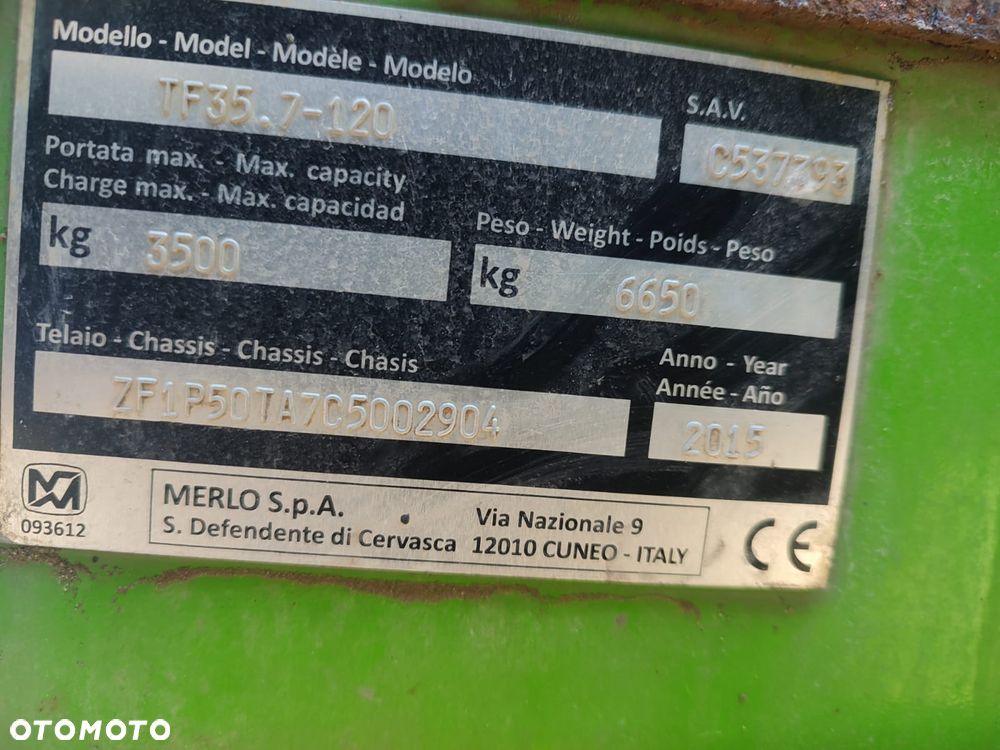 Modello - Model - Modèle - Modelo
TF35.7-120
S.A.V.
Portata max. - Max. capacity
Charge max. - Max. capacidad
kg 3500
Peso - Weight - Poids - Peso
kg 6650
Telaio - Chassis - Chassis - Chasis
ZF1P50TA7C5002904
Anno - Year
Année - Año
2015
093612
MERLO S.p.A.
S. Defendente di Cervasca
Via Nazionale 9
12010 CUNEO - ITALY
CE
OTOMOTO